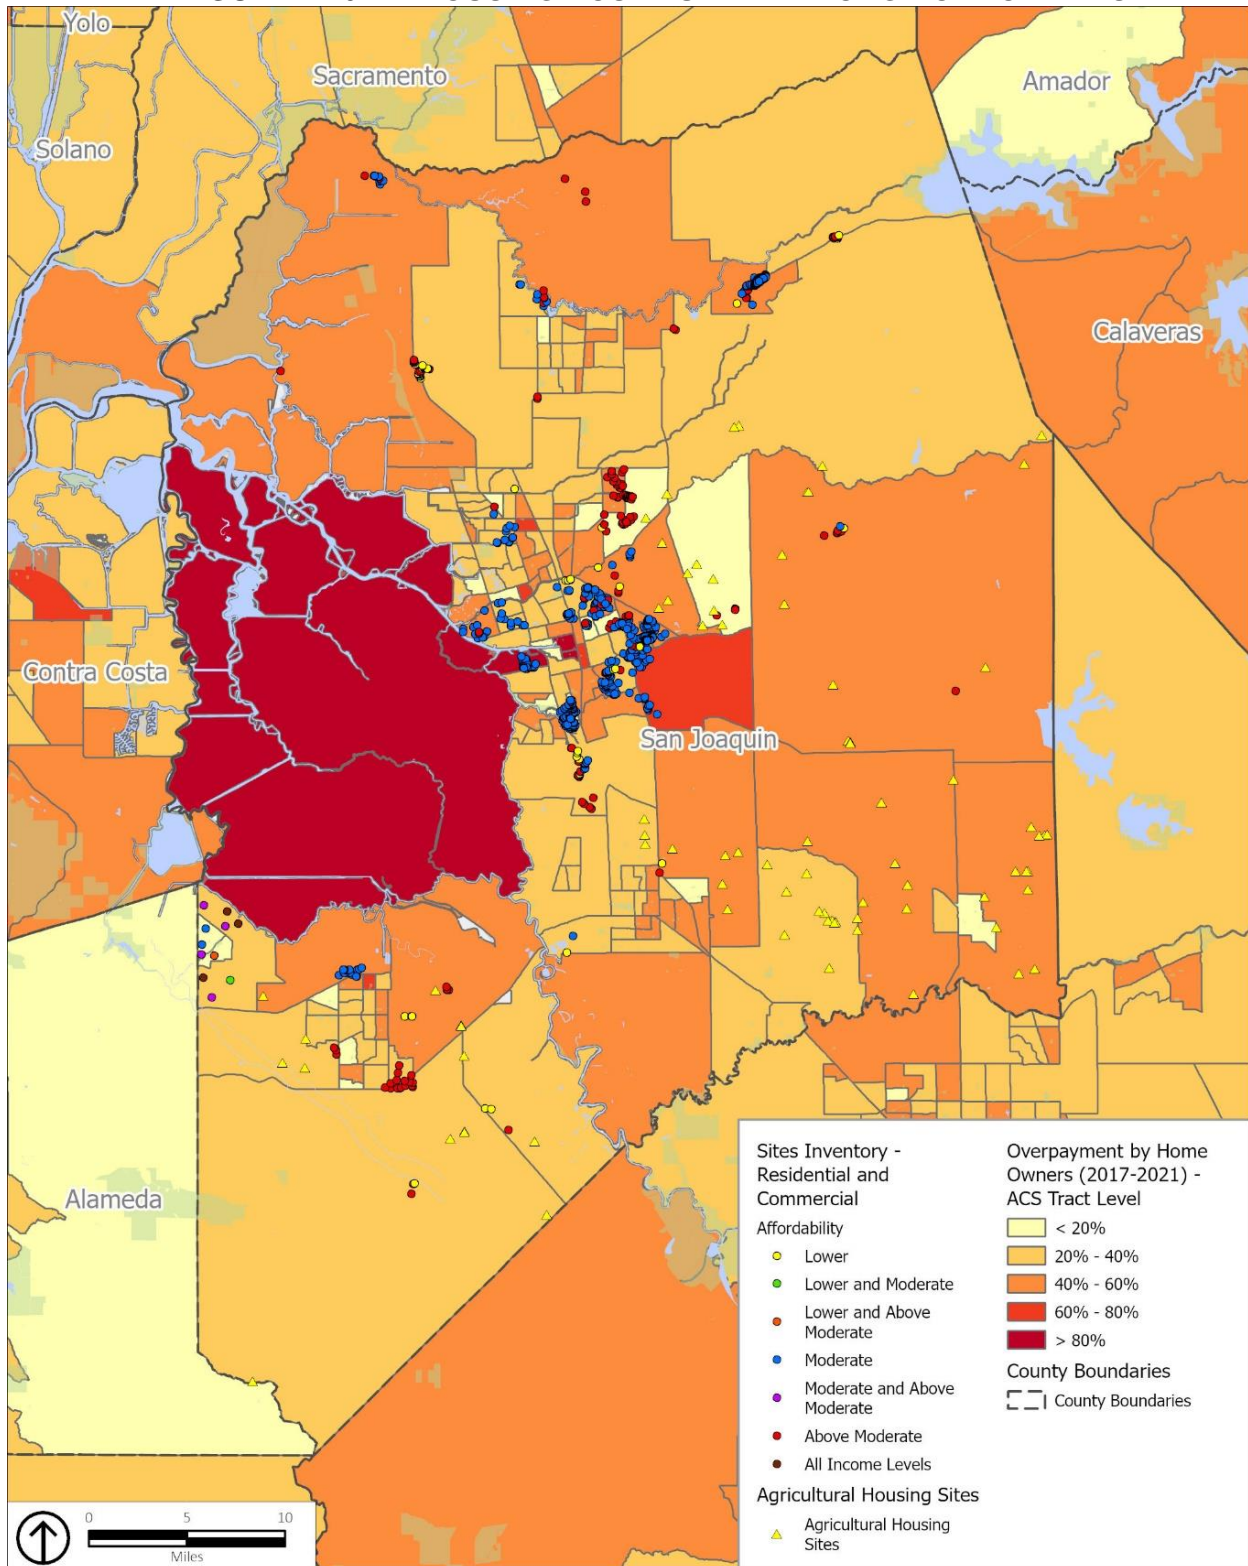 Yolo
Sacramento
Amador
Solano
Calaveras
Contra Costa
San Joaquin
Alameda
Sites Inventory -
Residential and
Commercial
Affordability
Lower
Lower and Moderate
Lower and Above
Moderate
Moderate
Moderate and Above
Moderate
Above Moderate
All Income Levels
Agricultural Housing Sites
Agricultural Housing
Sites
Overpayment by Home
Owners (2017-2021) -
ACS Tract Level
< 20%
20% - 40%
40% - 60%
60% - 80%
> 80%
County Boundaries
County Boundaries
0 5 10
Miles